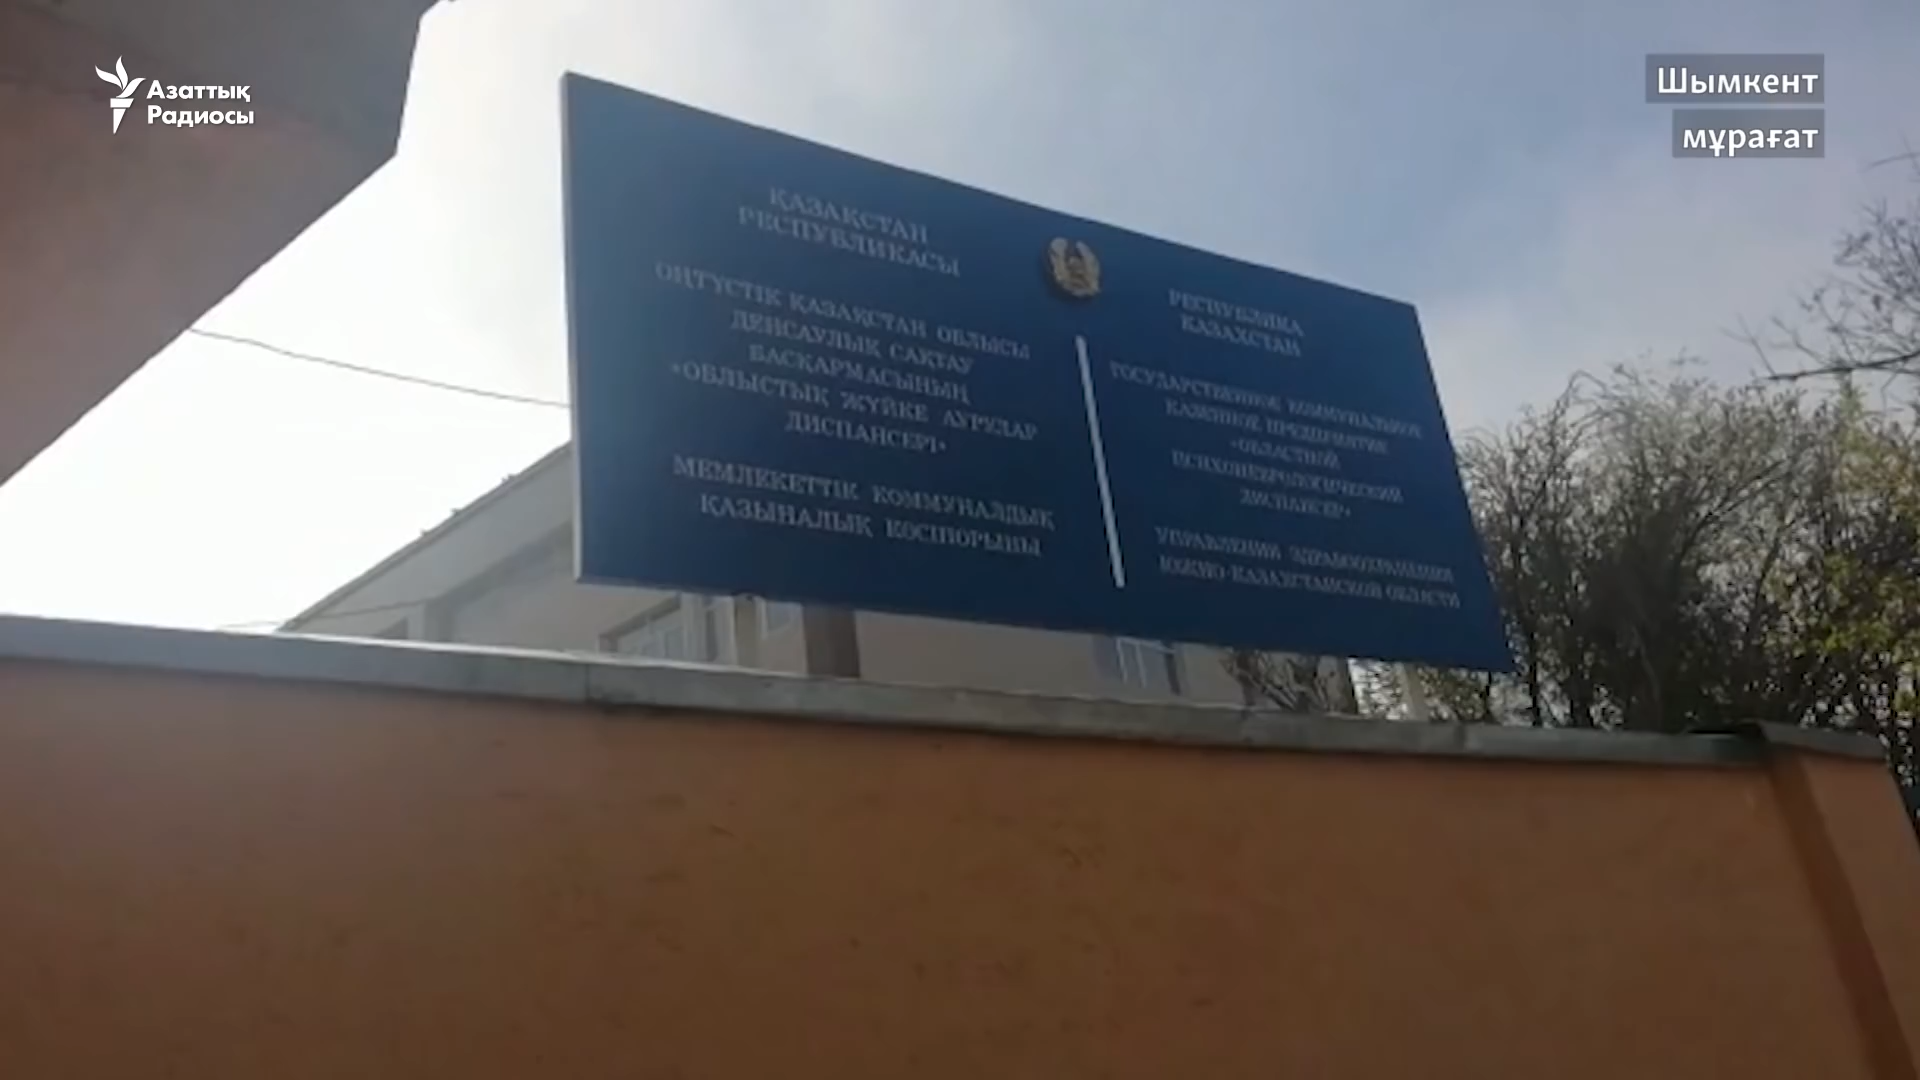 Азаттық
Радиосы
Шымкент
мұрағат
ҚАЗАҚСТАН
РЕСПУБЛИКАСЫ
ОҢТҮСТІК ҚАЗАҚСТАН ОБЛЫСЫ
ДЕНСАУЛЫҚ САҚТАУ
БАСҚАРМАСЫНЫҢ
«ОБЛЫСТЫҚ ЖҮЙКЕ АУРУЛАР
ДИСПАНСЕРІ»
МЕМЛЕКЕТТІК КОММУНАЛДЫҚ
ҚАЗЫНАЛЫҚ КӘСІПОРЫНЫ
РЕСПУБЛИКА
КАЗАХСТАН
ГОСУДАРСТВЕННОЕ КОММУНАЛЬНОЕ
КАЗЕННОЕ ПРЕДПРИЯТИЕ
«ОБЛАСТНОЙ
ПСИХОНЕВРОЛОГИЧЕСКИЙ
ДИСПАНСЕР»
УПРАВЛЕНИЯ ЗДРАВООХРАНЕНИЯ
ЮЖНО-КАЗАХСТАНСКОЙ ОБЛАСТИ